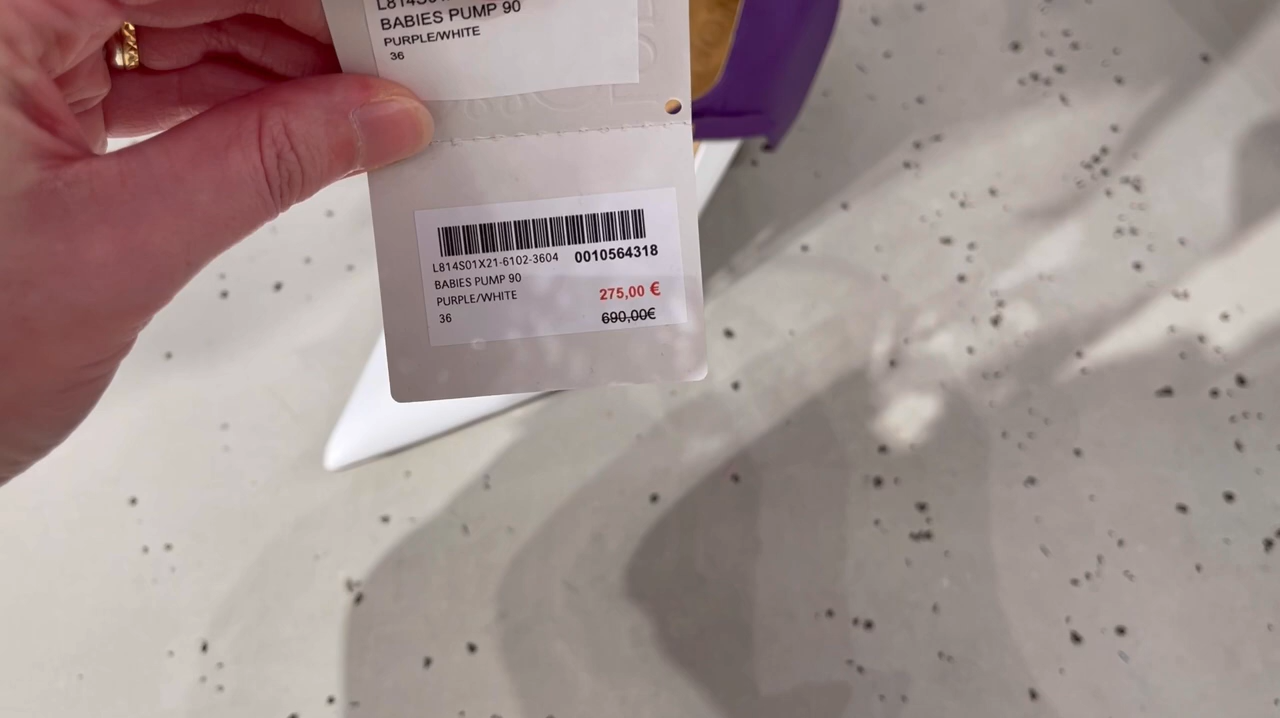 BABIES PUMP 90
PURPLE/WHITE
36
L814S01X21-6102-3604 0010564318
BABIES PUMP 90
PURPLE/WHITE 275,00 €
36 690,00€